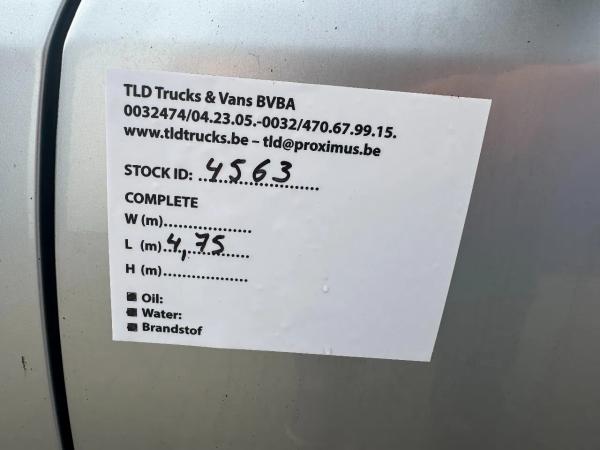 TLD Trucks & Vans BVBA
0032474/04.23.05.-0032/470.67.99.15.
www.tldtrucks.be – tld@proximus.be
STOCK ID: ..4563......
COMPLETE
W (m)....................
L (m).4,75.....
H (m)....................
Oil:
Water:
Brandstof